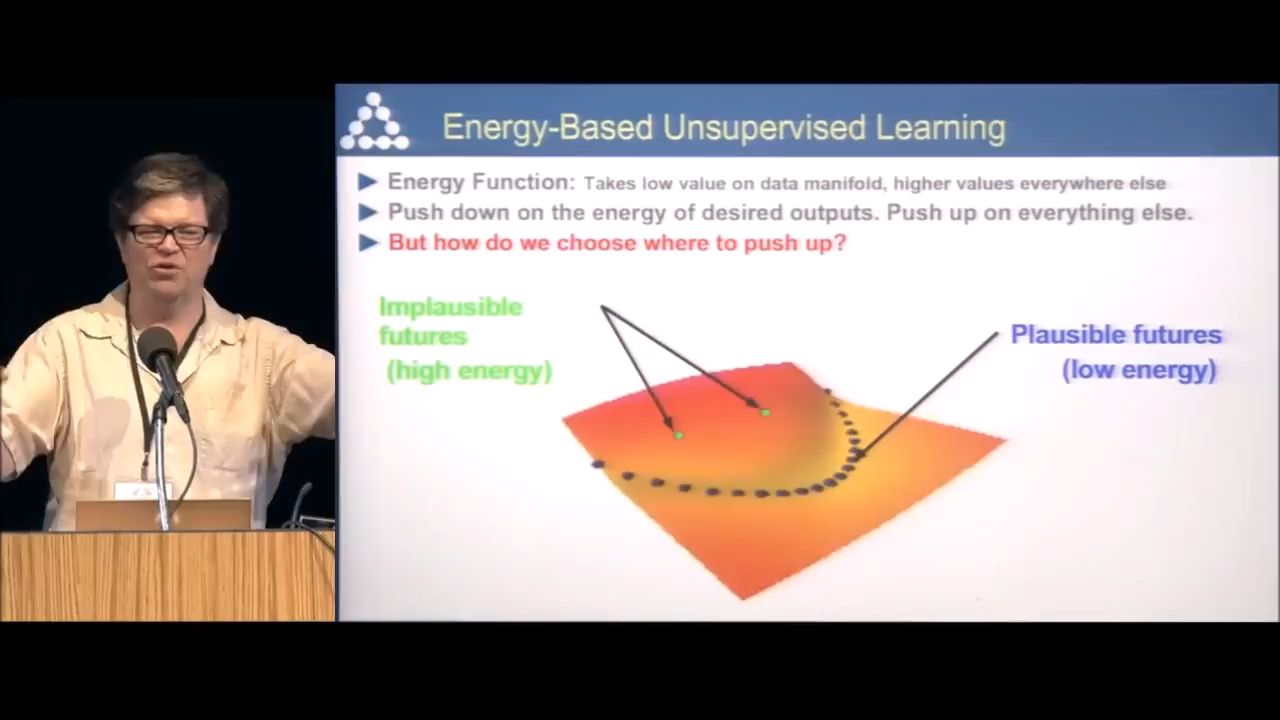 Energy-Based Unsupervised Learning
Energy Function: Takes low value on data manifold, higher values everywhere else
Push down on the energy of desired outputs. Push up on everything else.
But how do we choose where to push up?
Implausible
futures
(high energy)
Plausible futures
(low energy)